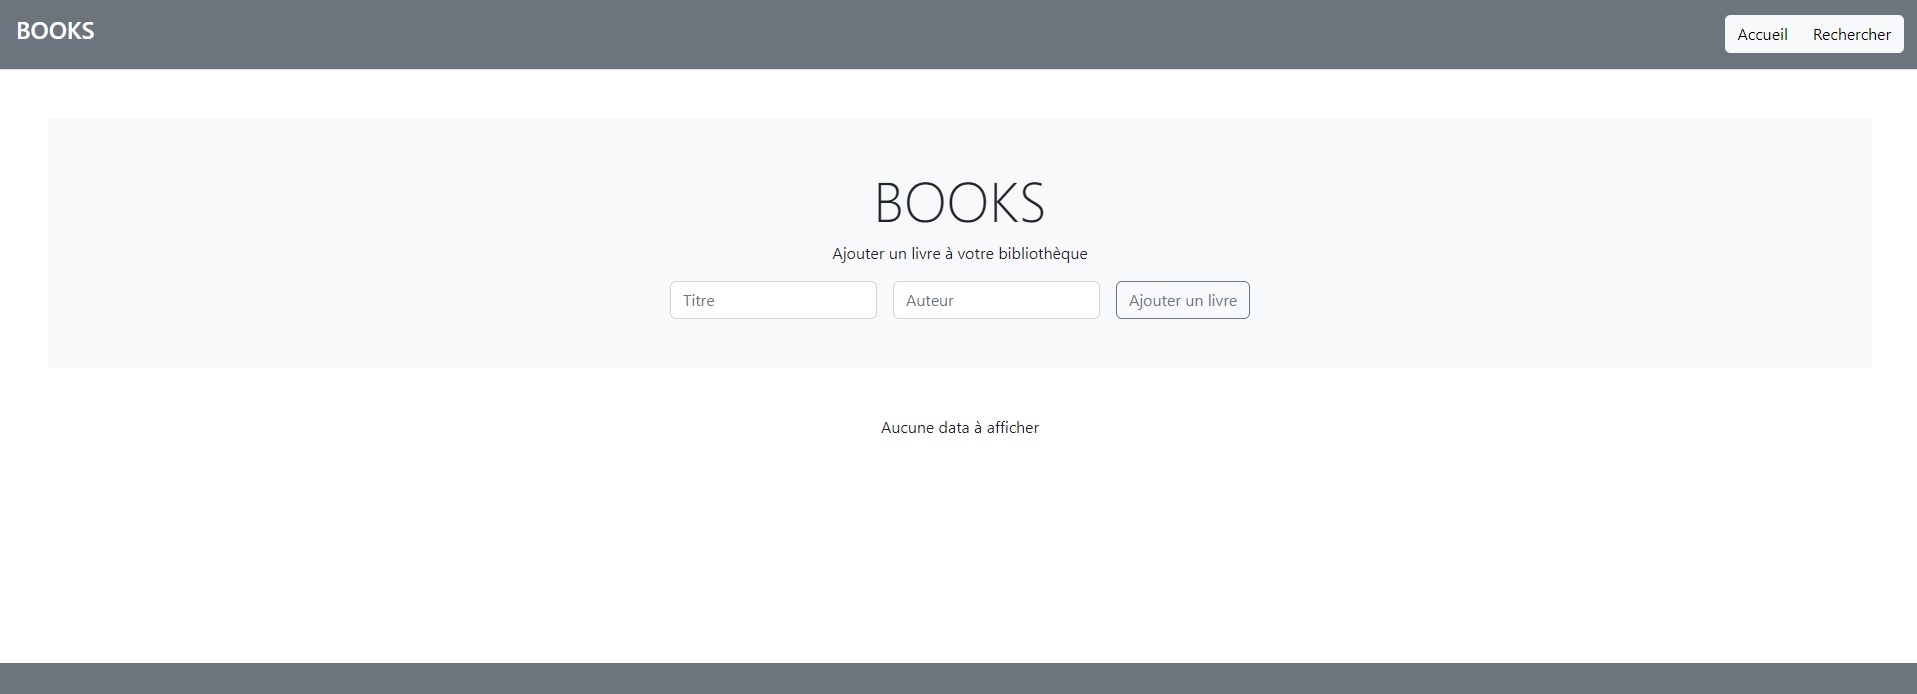 BOOKS
Accueil Rechercher
BOOKS
Ajouter un livre à votre bibliothèque
Titre Auteur Ajouter un livre
Aucune data à afficher